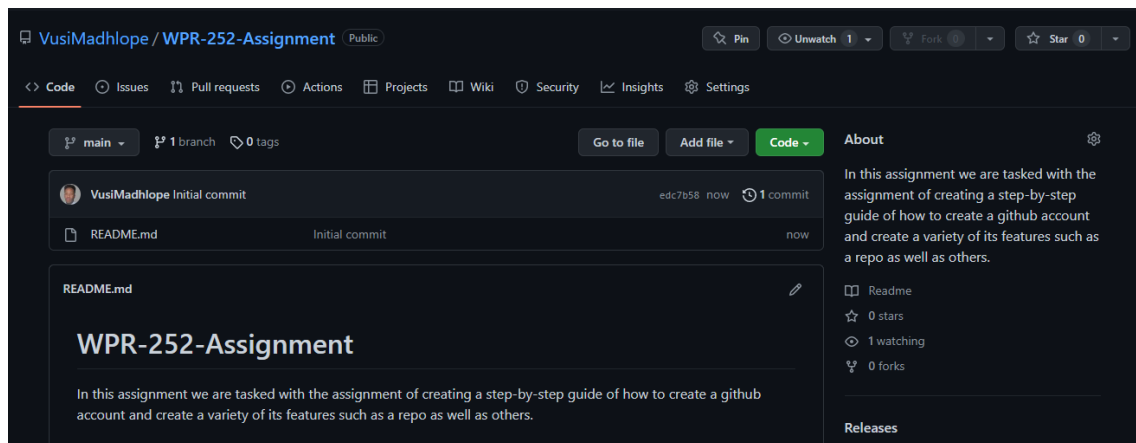 VusiMadhlope / WPR-252-Assignment Public
Pin Unwatch 1 Fork 0 Star 0
<> Code Issues Pull requests Actions Projects Wiki Security Insights Settings
main 1 branch 0 tags Go to file Add file Code
VusiMadhlope Initial commit edc7b58 now 1 commit
README.md Initial commit now
README.md
WPR-252-Assignment
In this assignment we are tasked with the assignment of creating a step-by-step guide of how to create a github
account and create a variety of its features such as a repo as well as others.
About
In this assignment we are tasked with the
assignment of creating a step-by-step
guide of how to create a github account
and create a variety of its features such as
a repo as well as others.
Readme
0 stars
1 watching
0 forks
Releases